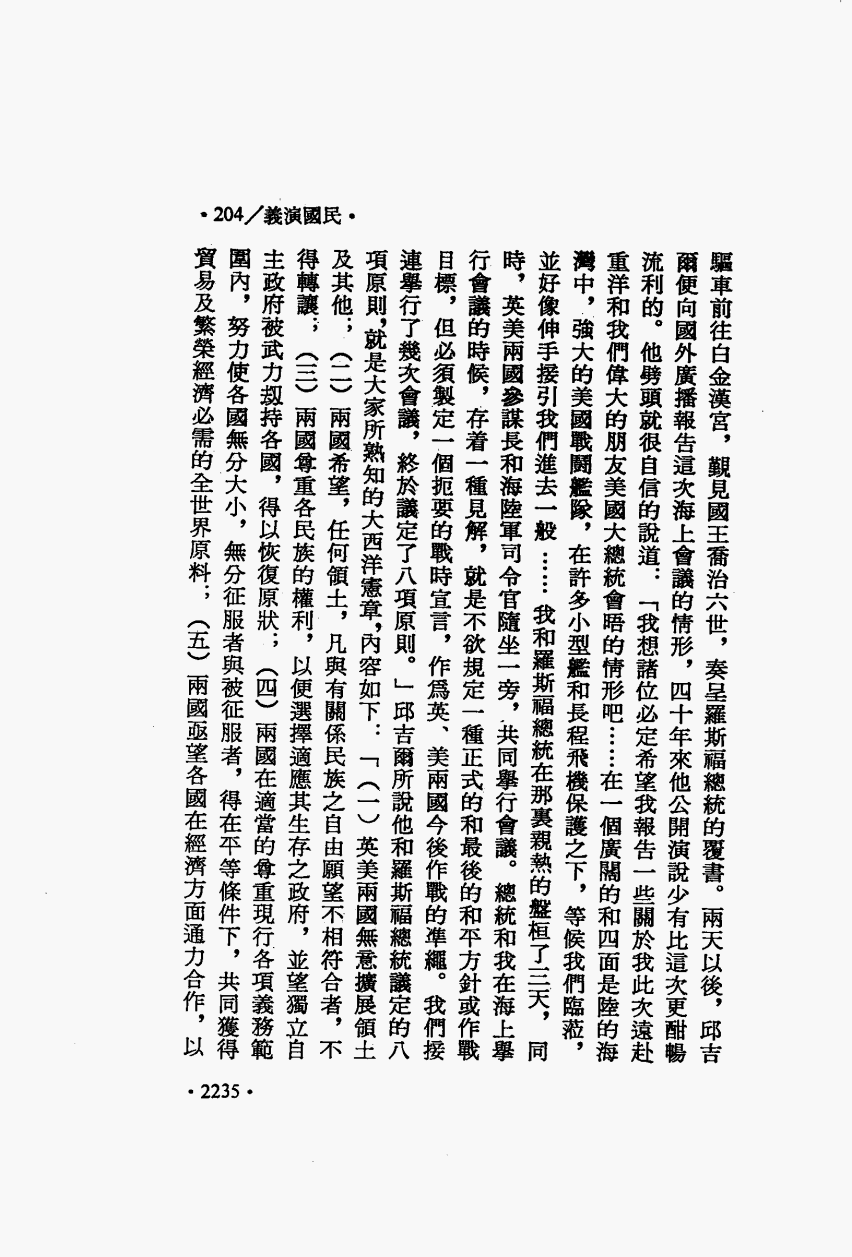 •204／義演國民•
驅車前往白金漢宮，覲見國王喬治六世，奏呈羅斯福總統的覆書。兩天以後，邱吉
爾便向國外廣播報告這次海上會議的情形，四十年來他公開演說少有比這次更酣暢
流利的。他劈頭就很自信的說道：「我想諸位必定希望我報告一些關於我此次遠赴
重洋和我們偉大的朋友美國大總統會晤的情形吧……在一個廣闊的和四面是陸的海
灣中，強大的美國戰鬪艦隊，在許多小型艦和長程飛機保護之下，等候我們臨蒞，
並好像伸手援引我們進去一般……我和羅斯福總統在那裏親熱的盤桓了三天，同
時，英美兩國參謀長和海陸軍司令官隨坐一旁，共同舉行會議。總統和我在海上舉
行會議的時候，存着一種見解，就是不欲規定一種正式的和最後的和平方針或作戰
目標，但必須製定一個扼要的戰時宣言，作爲英、美兩國今後作戰的準繩。我們接
連舉行了幾次會議，終於議定了八項原則。」邱吉爾所說他和羅斯福總統議定的八
項原則，就是大家所熟知的大西洋憲章，內容如下：「（一）英美兩國無意擴展領土
及其他；（二）兩國希望，任何領土，凡與有關係民族之自由願望不相符合者，不
得轉讓；（三）兩國尊重各民族的權利，以便選擇適應其生存之政府，並望獨立自
主政府被武力刼持各國，得以恢復原狀；（四）兩國在適當的尊重現行各項義務範
圍內，努力使各國無分大小，無分征服者與被征服者，得在平等條件下，共同獲得
貿易及繁榮經濟必需的全世界原料；（五）兩國亟望各國在經濟方面通力合作，以
•2235•